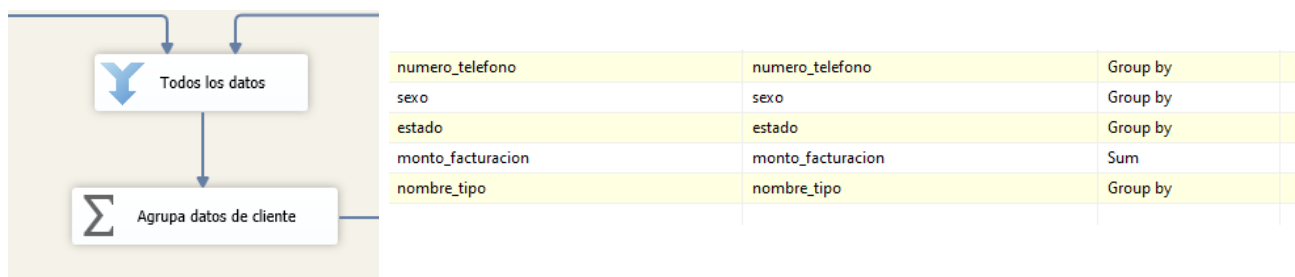 Todos los datos
Agrupa datos de cliente
numero_telefono numero_telefono Group by
sexo sexo Group by
estado estado Group by
monto_facturacion monto_facturacion Sum
nombre_tipo nombre_tipo Group by